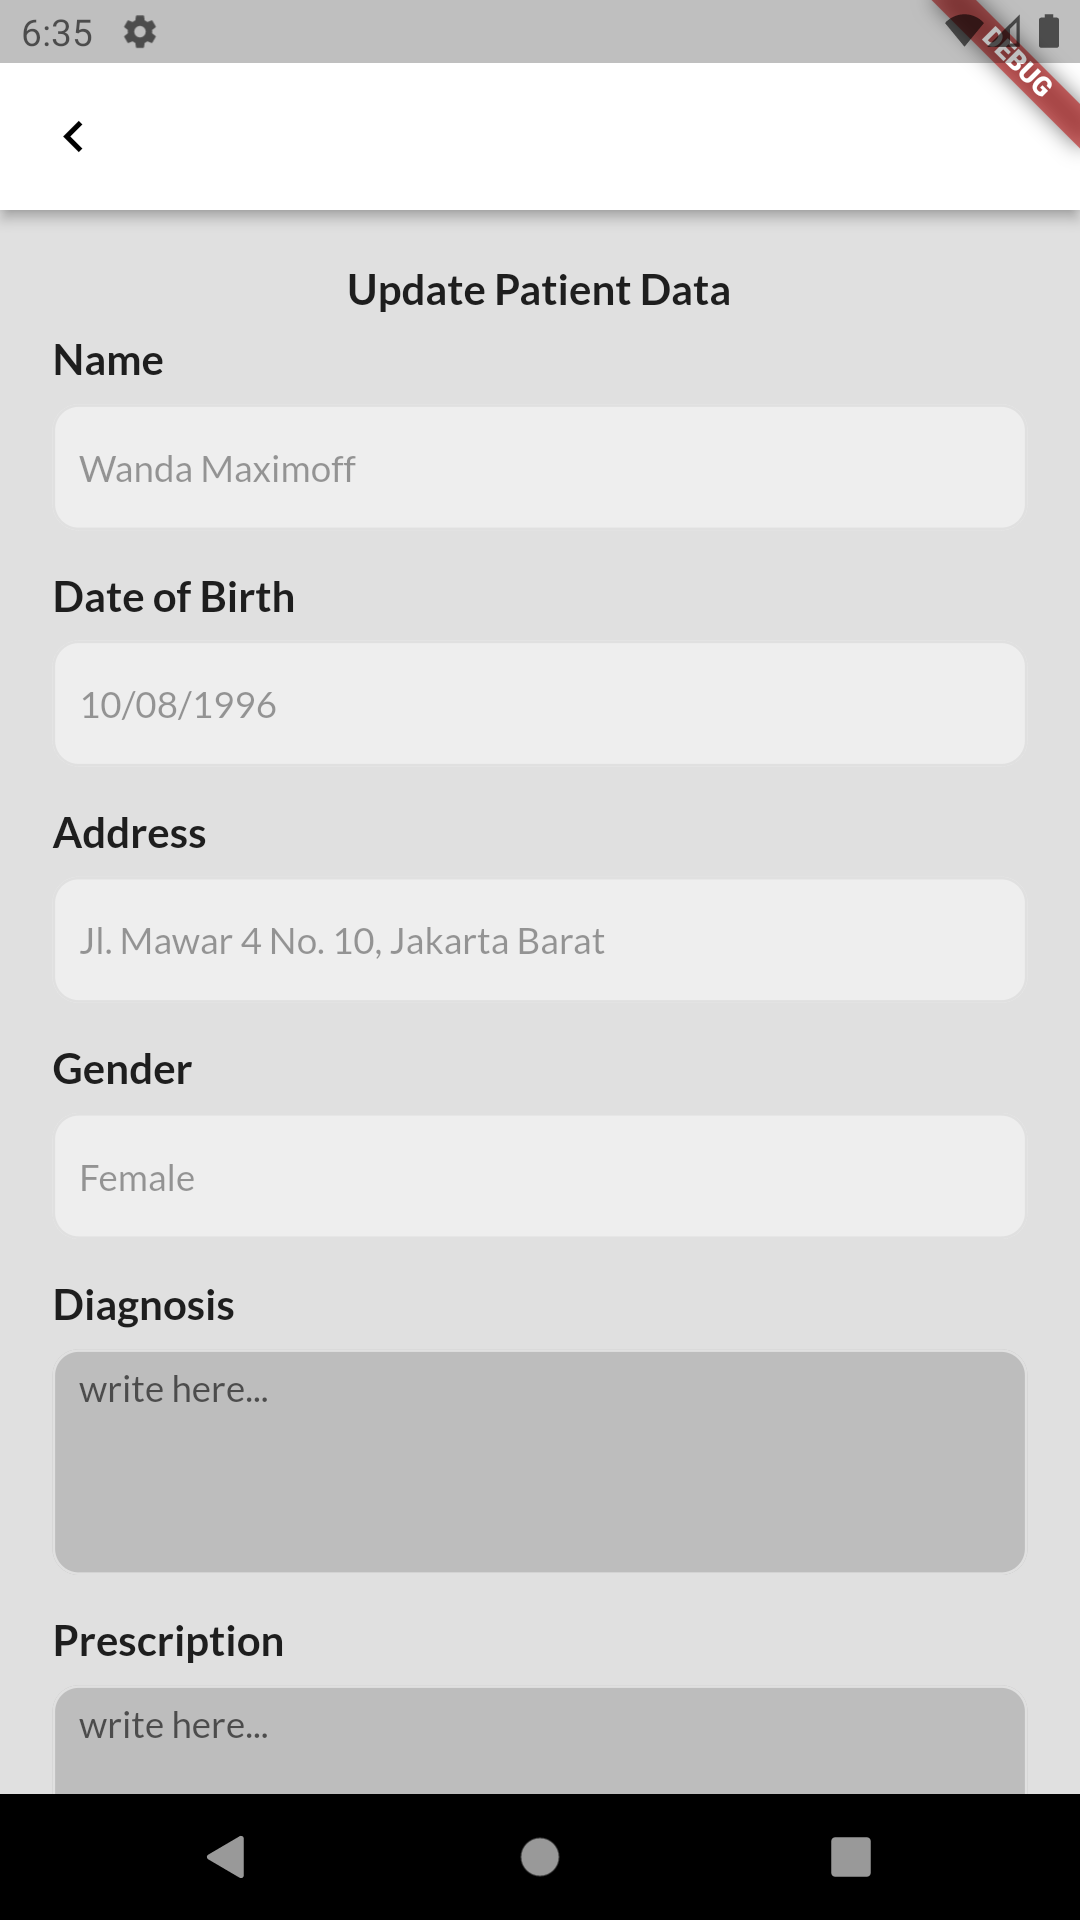 6:35
DEBUG
Update Patient Data
Name
Wanda Maximoff
Date of Birth
10/08/1996
Address
Jl. Mawar 4 No. 10, Jakarta Barat
Gender
Female
Diagnosis
write here...
Prescription
write here...